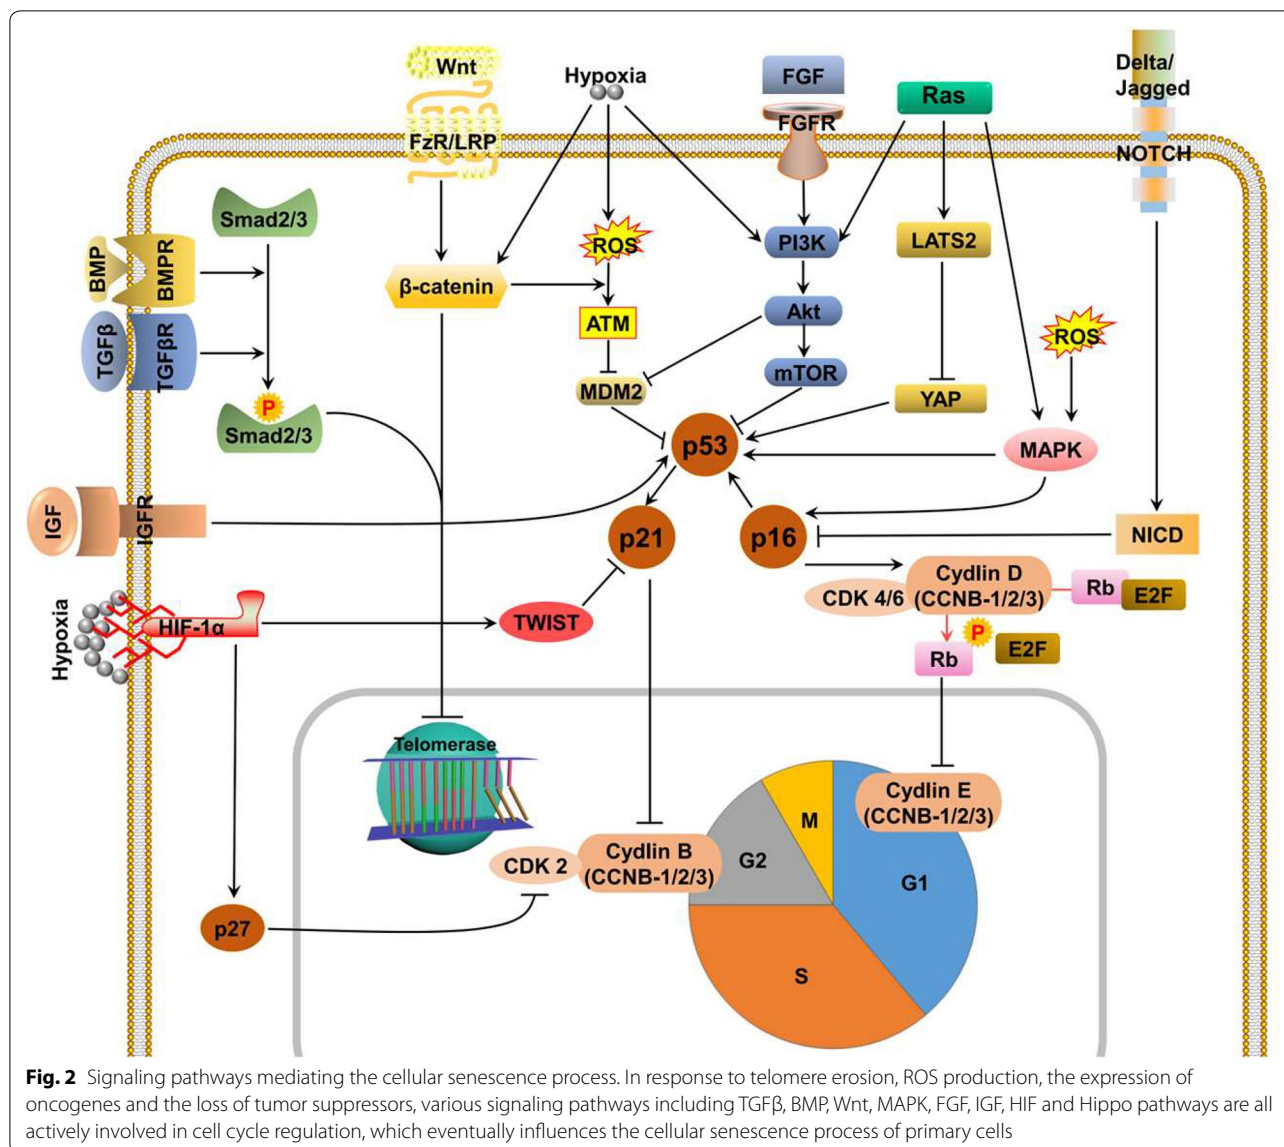 Wnt
Hypoxia
FGF
Ras
Delta/
Jagged
FzR/LRP
FGFR
NOTCH
Smad2/3
BMP
BMPR
ROS
PI3K
LATS2
β-catenin
TGFβ
TGFβR
ATM
Akt
ROS
P
MDM2
mTOR
YAP
Smad2/3
p53
MAPK
IGF
IGFR
p21
p16
NICD
Cydlin D
(CCNB-1/2/3)
CDK 4/6
Rb
E2F
Hypoxia
HIF-1α
TWIST
P
Rb
E2F
Telomerase
Cydlin E
(CCNB-1/2/3)
M
CDK 2
Cydlin B
(CCNB-1/2/3)
G2
G1
p27
S
Fig. 2 Signaling pathways mediating the cellular senescence process. In response to telomere erosion, ROS production, the expression of
oncogenes and the loss of tumor suppressors, various signaling pathways including TGFβ, BMP, Wnt, MAPK, FGF, IGF, HIF and Hippo pathways are all
actively involved in cell cycle regulation, which eventually influences the cellular senescence process of primary cells